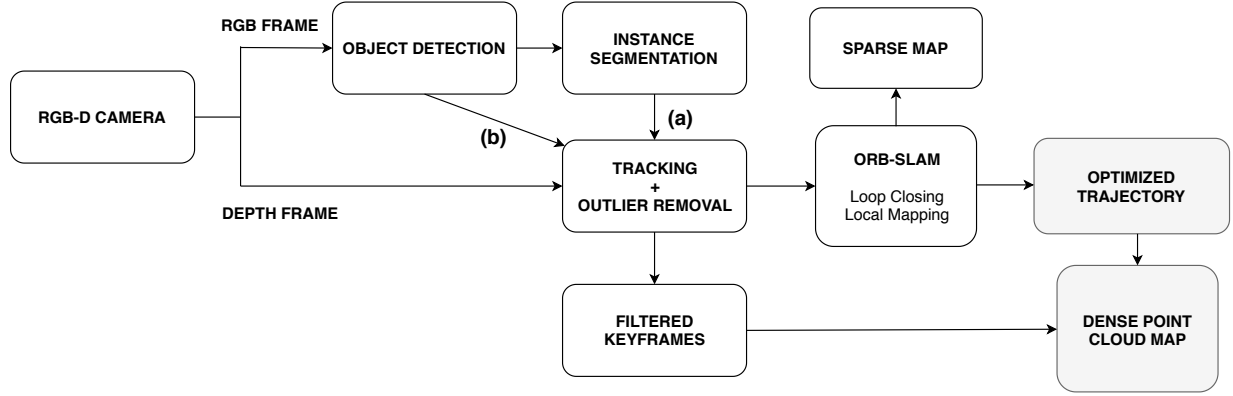 RGB FRAME
OBJECT DETECTION
INSTANCE
SEGMENTATION
SPARSE MAP
RGB-D CAMERA
(a)
(b)
TRACKING
+
OUTLIER REMOVAL
ORB-SLAM
Loop Closing
Local Mapping
OPTIMIZED
TRAJECTORY
DEPTH FRAME
FILTERED
KEYFRAMES
DENSE POINT
CLOUD MAP